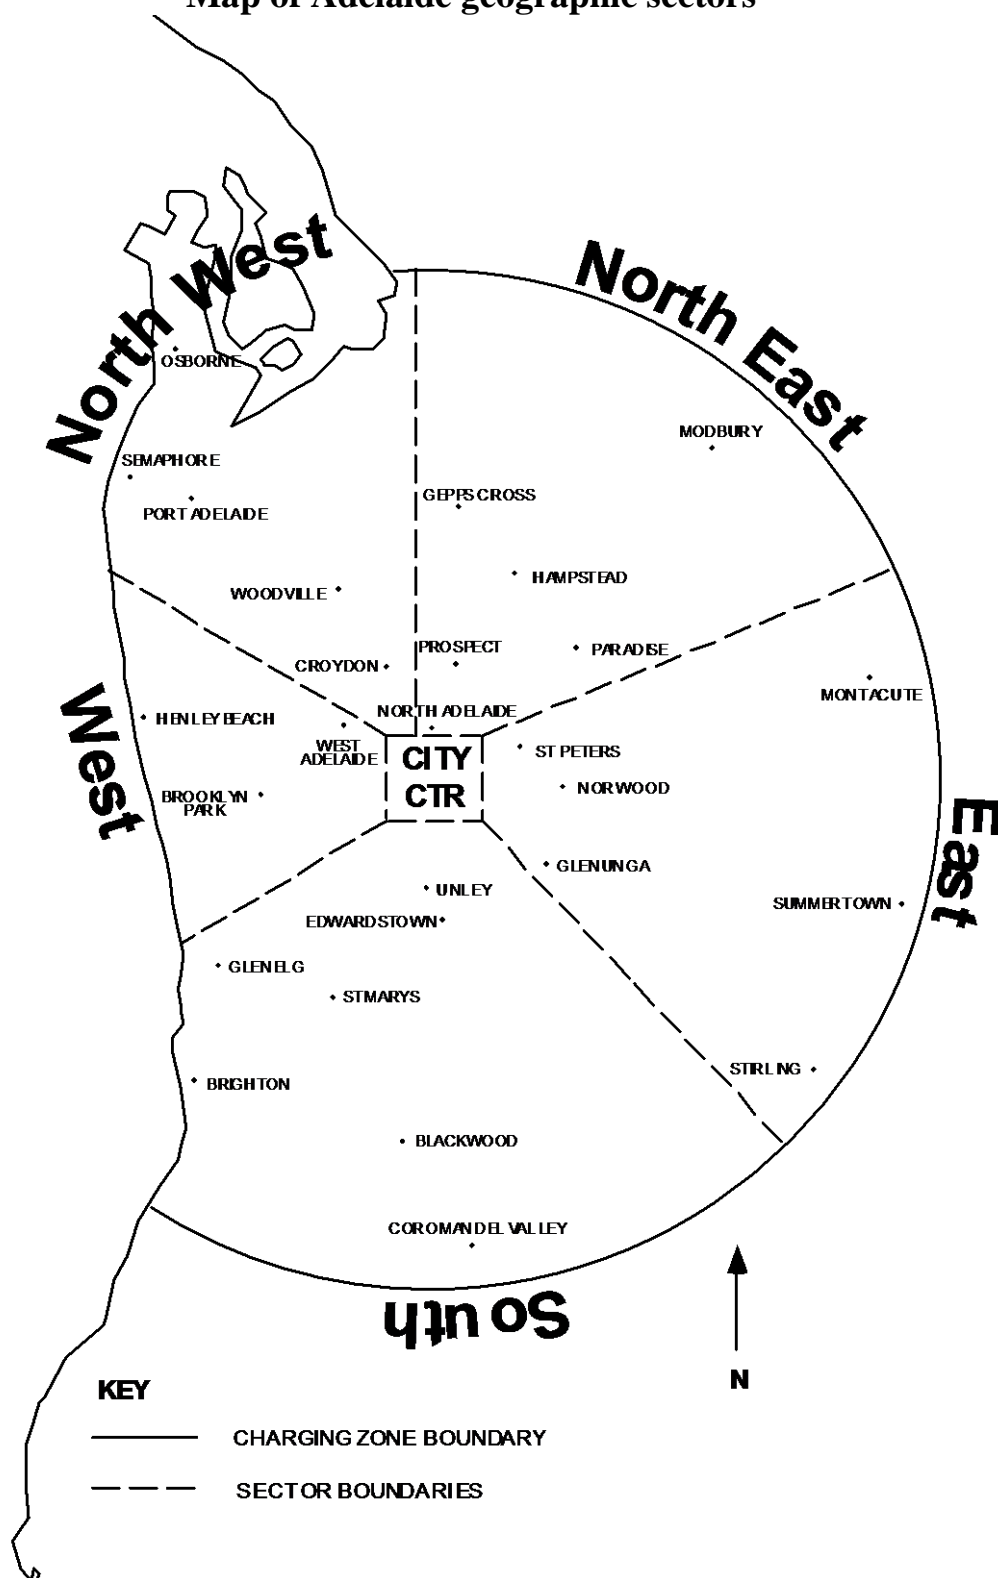 Map of Adelaide geographic sectors
North West
North East
OSBORNE
MODBURY
SEMAPHORE
GEPPS CROSS
PORT ADELAIDE
HAMPSTEAD
WOODVILLE
PROSPECT
PARADISE
CROYDON
MONTACUTE
NORTH ADELAIDE
HENLEY BEACH
WEST
ADELAIDE
CITY
CTR
ST PETERS
West
NORWOOD
BROOKLYN
PARK
East
GLENUNGA
UNLEY
SUMMERTOWN
EDWARDSTOWN
GLENELG
ST MARYS
STIRLING
BRIGHTON
BLACKWOOD
COROMANDEL VALLEY
South
N
KEY
CHARGING ZONE BOUNDARY
SECTOR BOUNDARIES